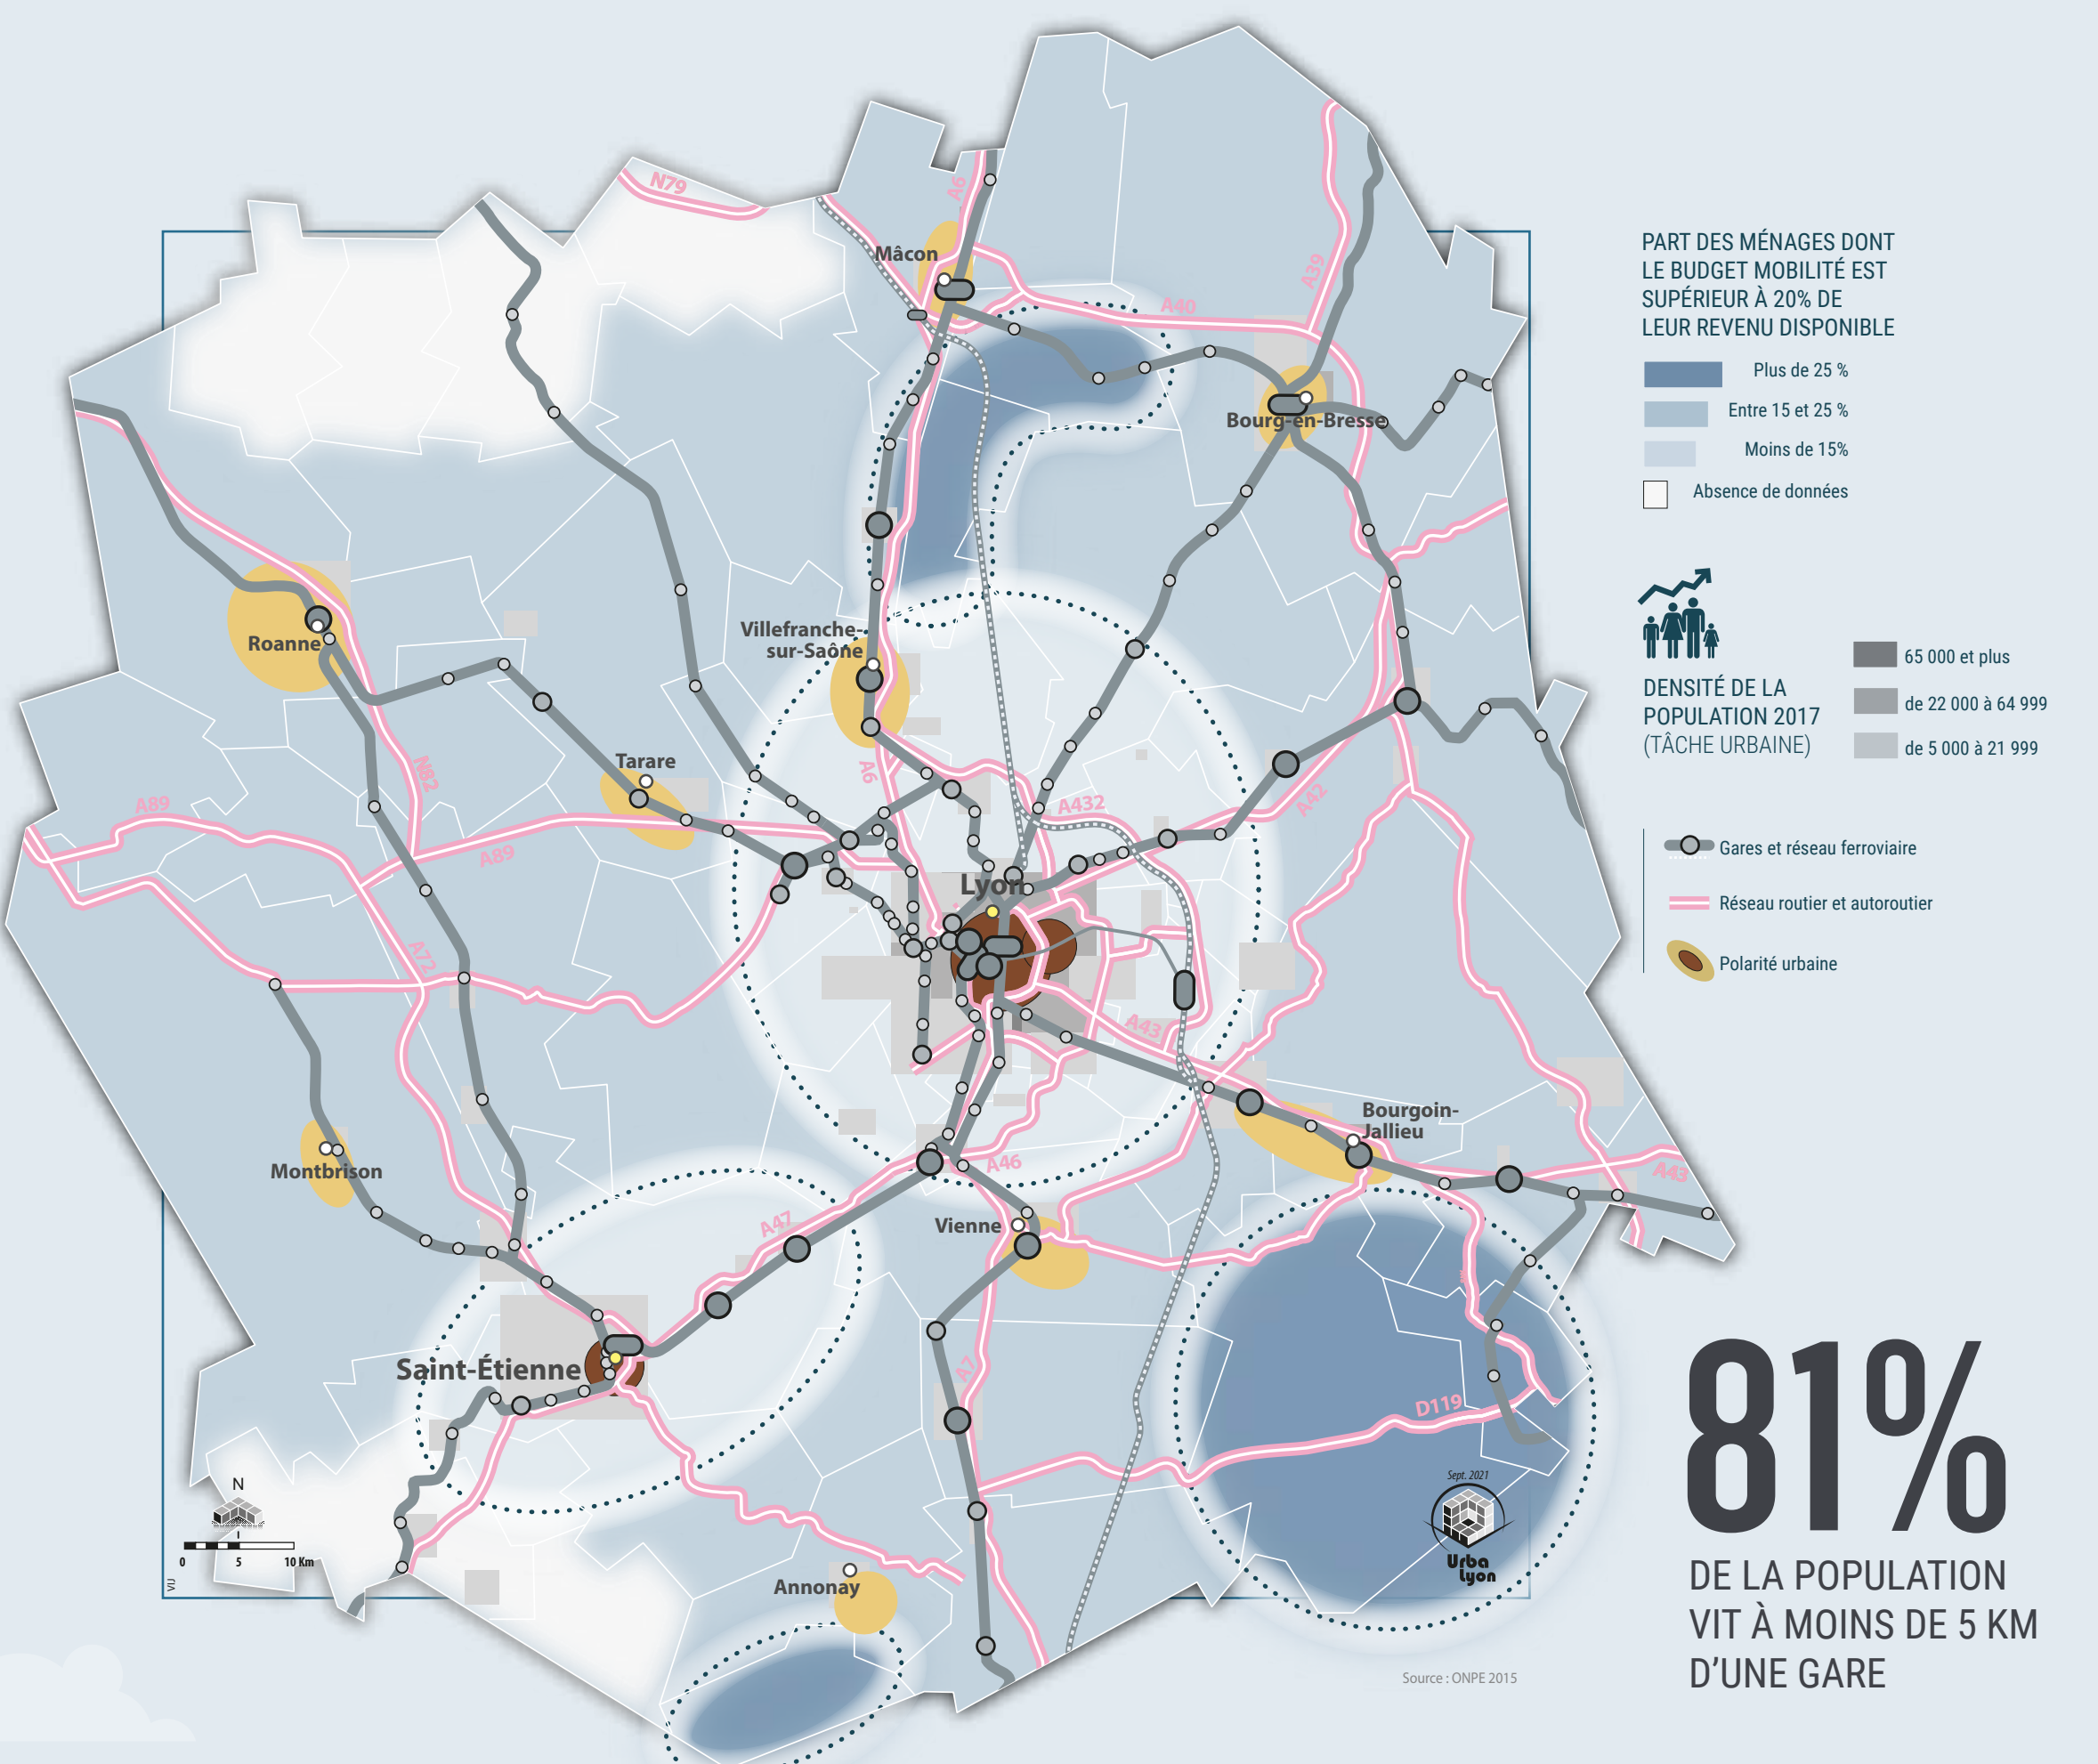 N79
A6
Mâcon
A39
A40
Bourg-en-Bresse
Roanne
Villefranche-
sur-Saône
Tarare
N82
A6
A89
A89
A432
A42
Lyon
A72
A43
Bourgoin-
Jallieu
A43
Montbrison
A46
A47
Vienne
Saint-Étienne
A7
D119
Annonay
N
0 5 10 Km
VIJ
Sept. 2021
Urba
Lyon
Source : ONPE 2015
PART DES MÉNAGES DONT
LE BUDGET MOBILITÉ EST
SUPÉRIEUR À 20% DE
LEUR REVENU DISPONIBLE
Plus de 25 %
Entre 15 et 25 %
Moins de 15%
Absence de données
DENSITÉ DE LA
POPULATION 2017
(TÂCHE URBAINE)
65 000 et plus
de 22 000 à 64 999
de 5 000 à 21 999
Gares et réseau ferroviaire
Réseau routier et autoroutier
Polarité urbaine
81%
DE LA POPULATION
VIT À MOINS DE 5 KM
D'UNE GARE